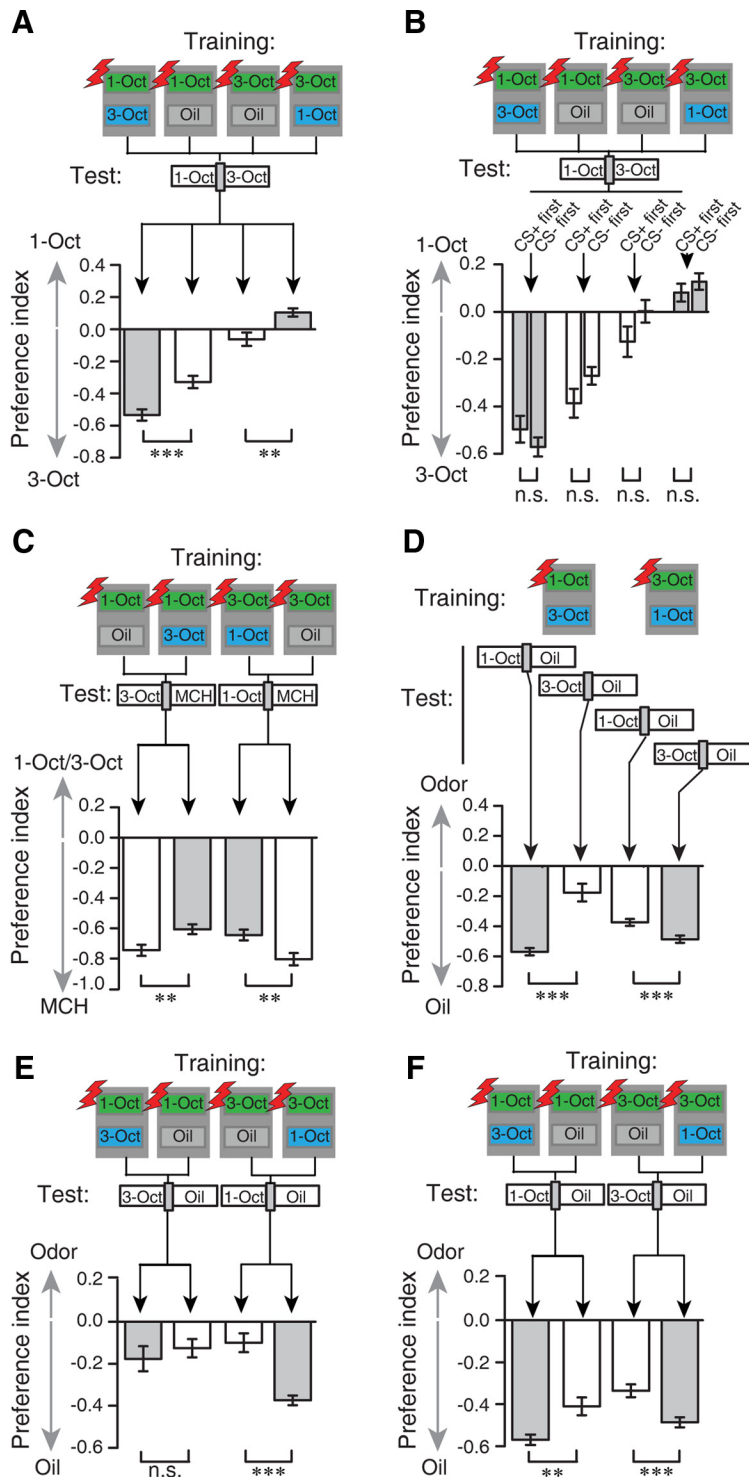 A
Training:
1-Oct 1-Oct 3-Oct 3-Oct
3-Oct Oil Oil 1-Oct
Test: 1-Oct 3-Oct
1-Oct
Preference index
0.4
0.2
0.0
-0.2
-0.4
-0.6
-0.8
*** **
3-Oct
B
Training:
1-Oct 1-Oct 3-Oct 3-Oct
3-Oct Oil Oil 1-Oct
Test: 1-Oct 3-Oct
CS+ first CS- first CS+ first CS- first CS+ first CS- first CS+ first CS- first
1-Oct
Preference index
0.2
0.0
-0.2
-0.4
-0.6
3-Oct
n.s. n.s. n.s. n.s.
C
Training:
1-Oct 1-Oct 3-Oct 3-Oct
Oil 3-Oct 1-Oct Oil
Test: 3-Oct MCH 1-Oct MCH
1-Oct/3-Oct
Preference index
0.2
0.0
-0.2
-0.4
-0.6
-0.8
-1.0
MCH
** **
D
Training:
1-Oct 3-Oct
3-Oct 1-Oct
Test:
1-Oct Oil
3-Oct Oil
1-Oct Oil
3-Oct Oil
Odor
Preference index
0.4
0.2
0.0
-0.2
-0.4
-0.6
-0.8
Oil
*** ***
E
Training:
1-Oct 1-Oct 3-Oct 3-Oct
3-Oct Oil Oil 1-Oct
Test: 3-Oct Oil 1-Oct Oil
Odor
Preference index
0.2
0.0
-0.2
-0.4
-0.6
Oil
n.s. ***
F
Training:
1-Oct 1-Oct 3-Oct 3-Oct
3-Oct Oil Oil 1-Oct
Test: 1-Oct Oil 3-Oct Oil
Odor
Preference index
0.2
0.0
-0.2
-0.4
-0.6
Oil
** ***